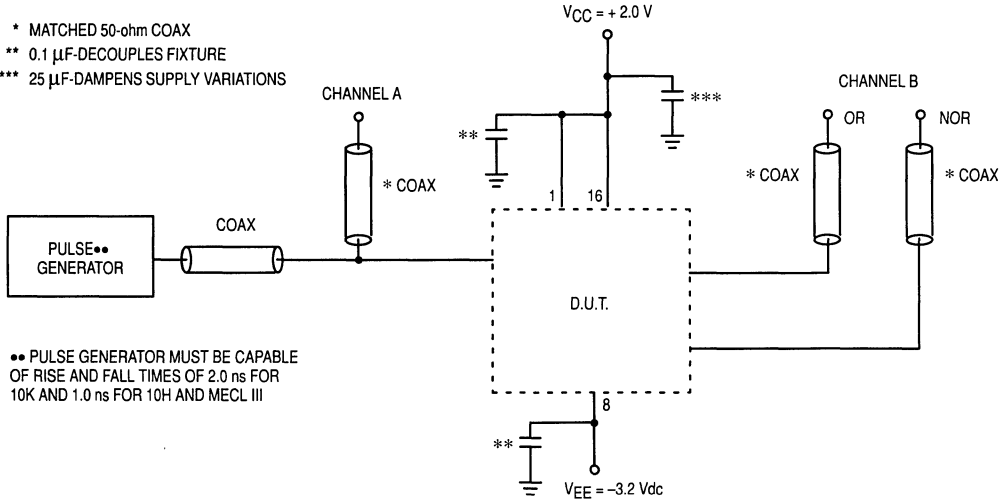 * MATCHED 50-ohm COAX
** 0.1 µF-DECOUPLES FIXTURE
*** 25 µF-DAMPENS SUPPLY VARIATIONS
VCC = + 2.0 V
CHANNEL A
CHANNEL B
***
**
OR
NOR
* COAX
* COAX
* COAX
1
16
COAX
PULSE••
GENERATOR
D.U.T.
•• PULSE GENERATOR MUST BE CAPABLE
OF RISE AND FALL TIMES OF 2.0 ns FOR
10K AND 1.0 ns FOR 10H AND MECL III
8
**
VEE = –3.2 Vdc